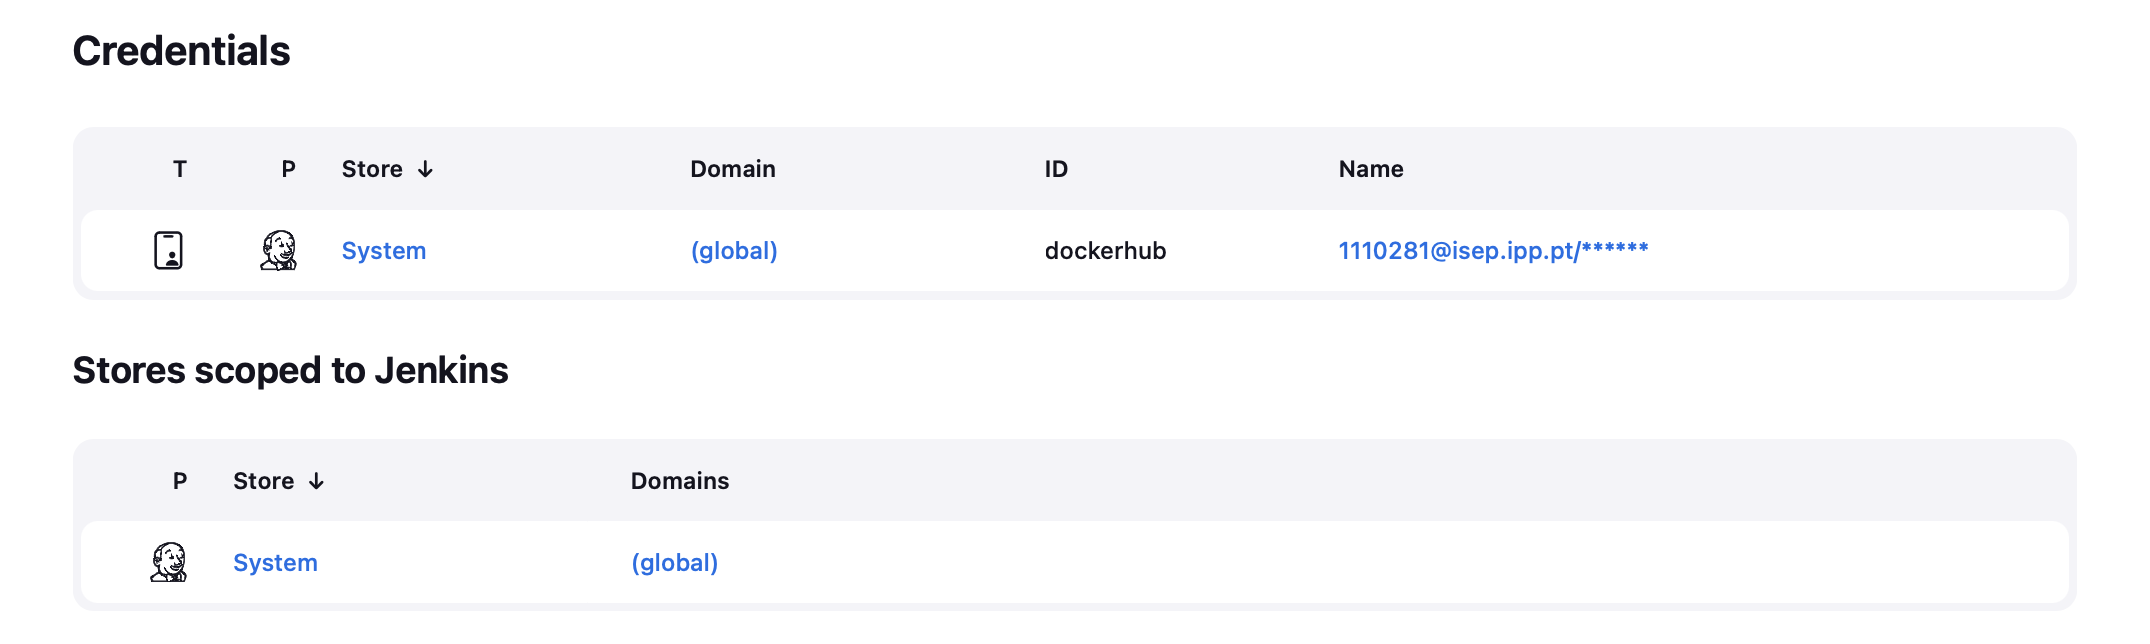 Credentials
T P Store ↓ Domain ID Name
System (global) dockerhub 1110281@isep.ipp.pt/******
Stores scoped to Jenkins
P Store ↓ Domains
System (global)